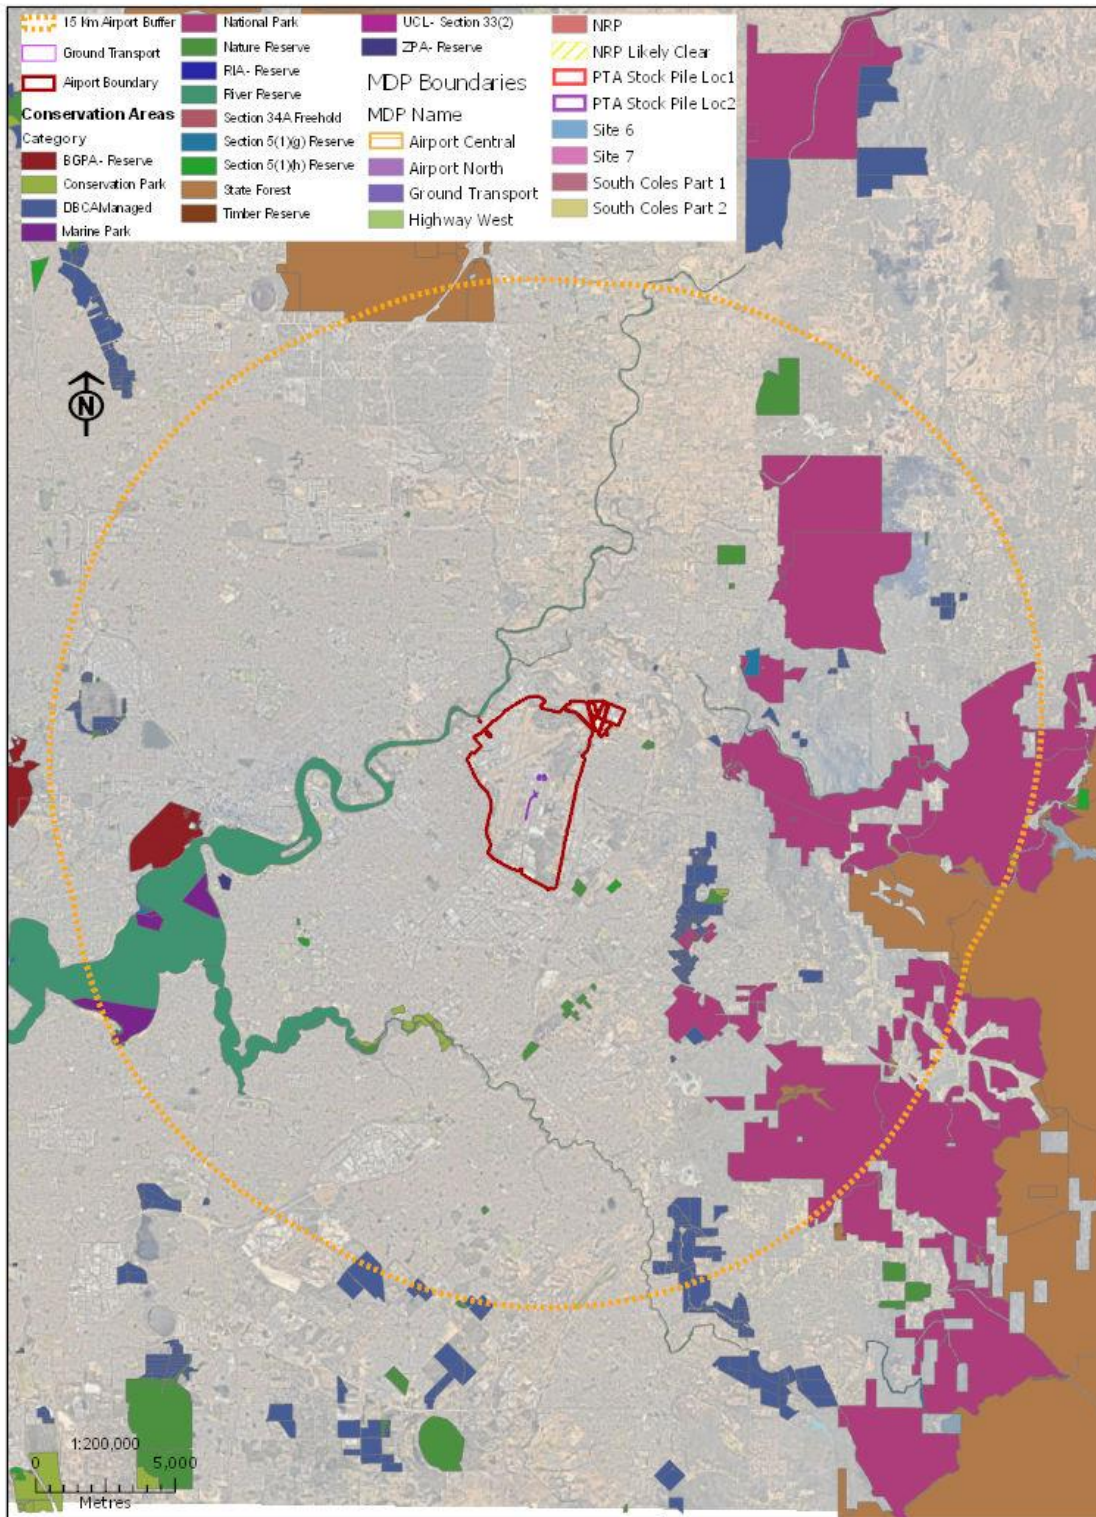 15 Km Airport Buffer
Ground Transport
Airport Boundary
Conservation Areas
Category
BGPA- Reserve
Conservation Park
DBCAManaged
Marine Park
National Park
Nature Reserve
RIA- Reserve
River Reserve
Section 34A Freehold
Section 5(1)(g) Reserve
Section 5(1)(h) Reserve
State Forest
Timber Reserve
UCL- Section 33(2)
ZPA- Reserve
MDP Boundaries
MDP Name
Airport Central
Airport North
Ground Transport
Highway West
NRP
NRP Likely Clear
PTA Stock Pile Loc1
PTA Stock Pile Loc2
Site 6
Site 7
South Coles Part 1
South Coles Part 2
N
1:200,000
0 5,000
Metres